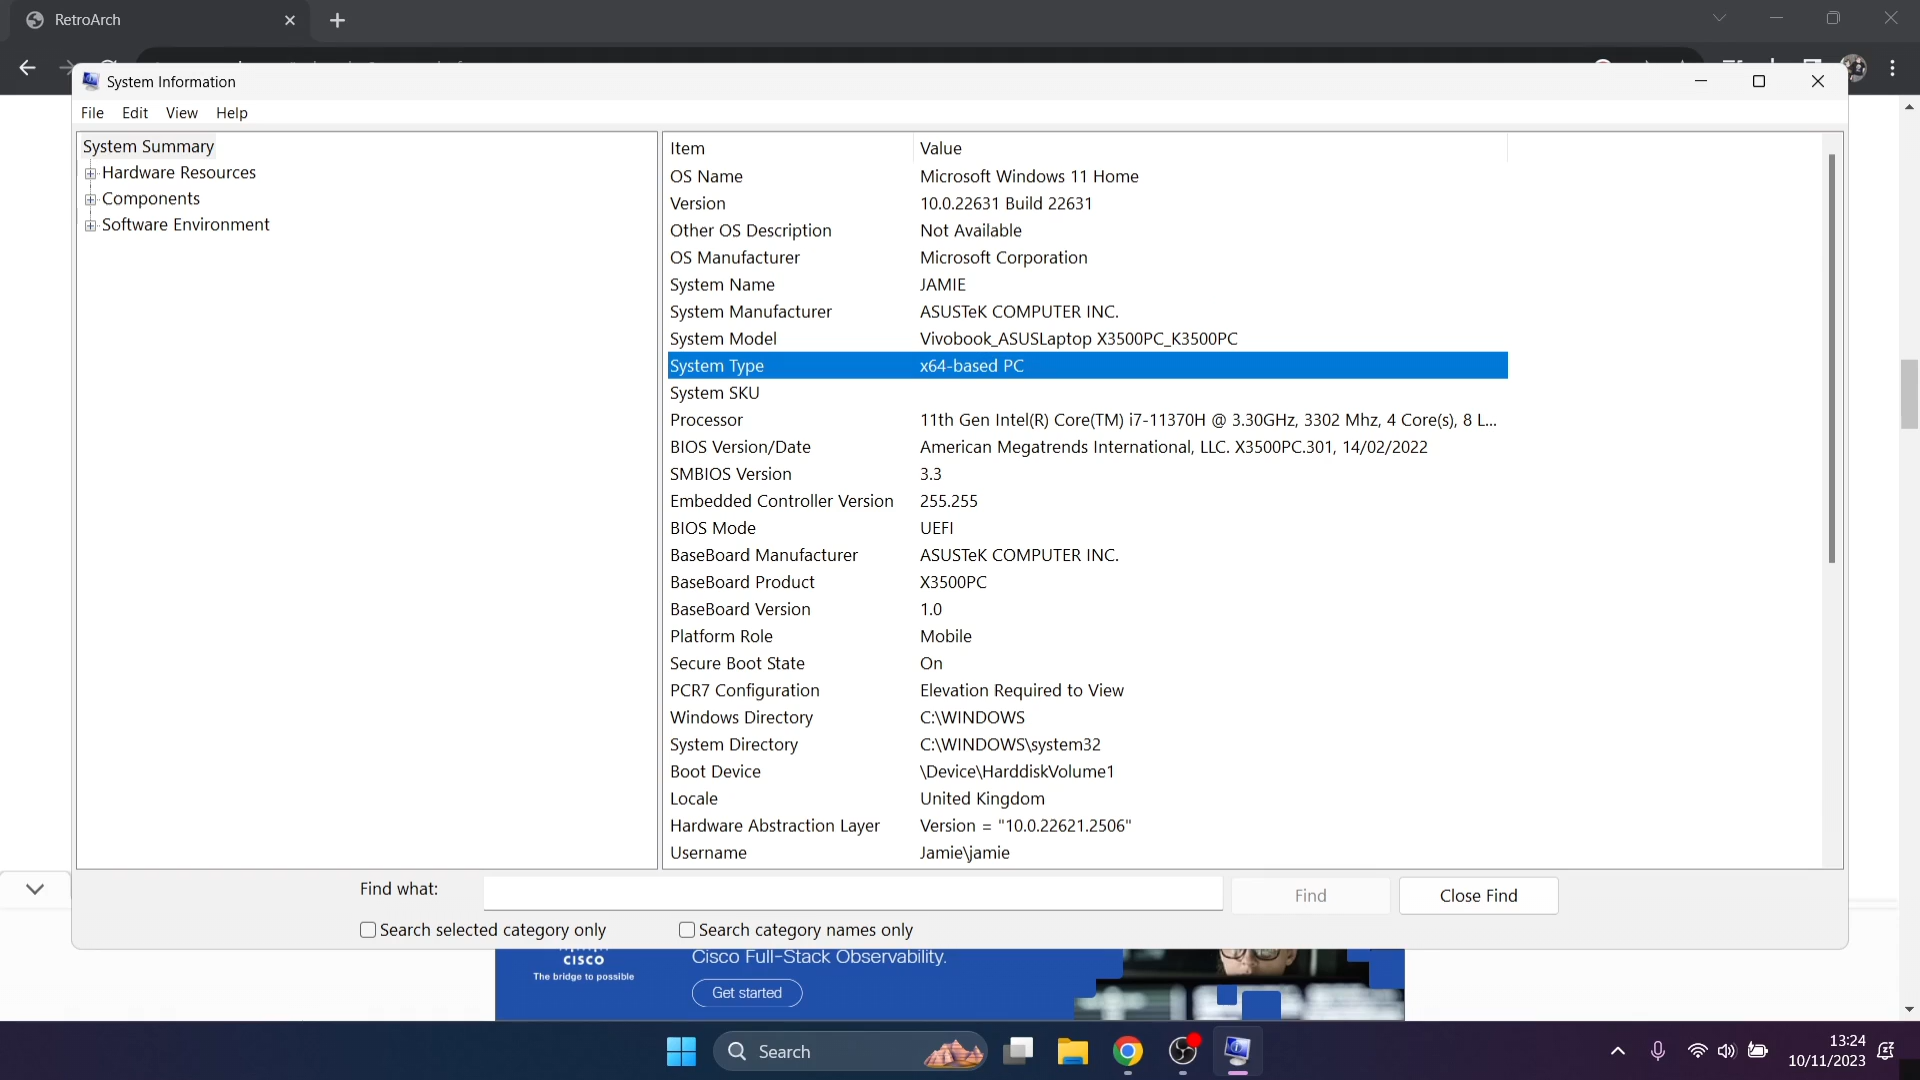 RetroArch
System Information
File Edit View Help
System Summary
Hardware Resources
Components
Software Environment
Item Value
OS Name Microsoft Windows 11 Home
Version 10.0.22631 Build 22631
Other OS Description Not Available
OS Manufacturer Microsoft Corporation
System Name JAMIE
System Manufacturer ASUSTeK COMPUTER INC.
System Model Vivobook_ASUSLaptop X3500PC_K3500PC
System Type x64-based PC
System SKU
Processor 11th Gen Intel(R) Core(TM) i7-11370H @ 3.30GHz, 3302 Mhz, 4 Core(s), 8 L...
BIOS Version/Date American Megatrends International, LLC. X3500PC.301, 14/02/2022
SMBIOS Version 3.3
Embedded Controller Version 255.255
BIOS Mode UEFI
BaseBoard Manufacturer ASUSTeK COMPUTER INC.
BaseBoard Product X3500PC
BaseBoard Version 1.0
Platform Role Mobile
Secure Boot State On
PCR7 Configuration Elevation Required to View
Windows Directory C:\WINDOWS
System Directory C:\WINDOWS\system32
Boot Device \Device\HarddiskVolume1
Locale United Kingdom
Hardware Abstraction Layer Version = "10.0.22621.2506"
Username Jamie\jamie
Find what: Find Close Find
Search selected category only Search category names only
CISCO
The bridge to possible
Cisco Full-Stack Observability.
Get started
Search
13:24
10/11/2023